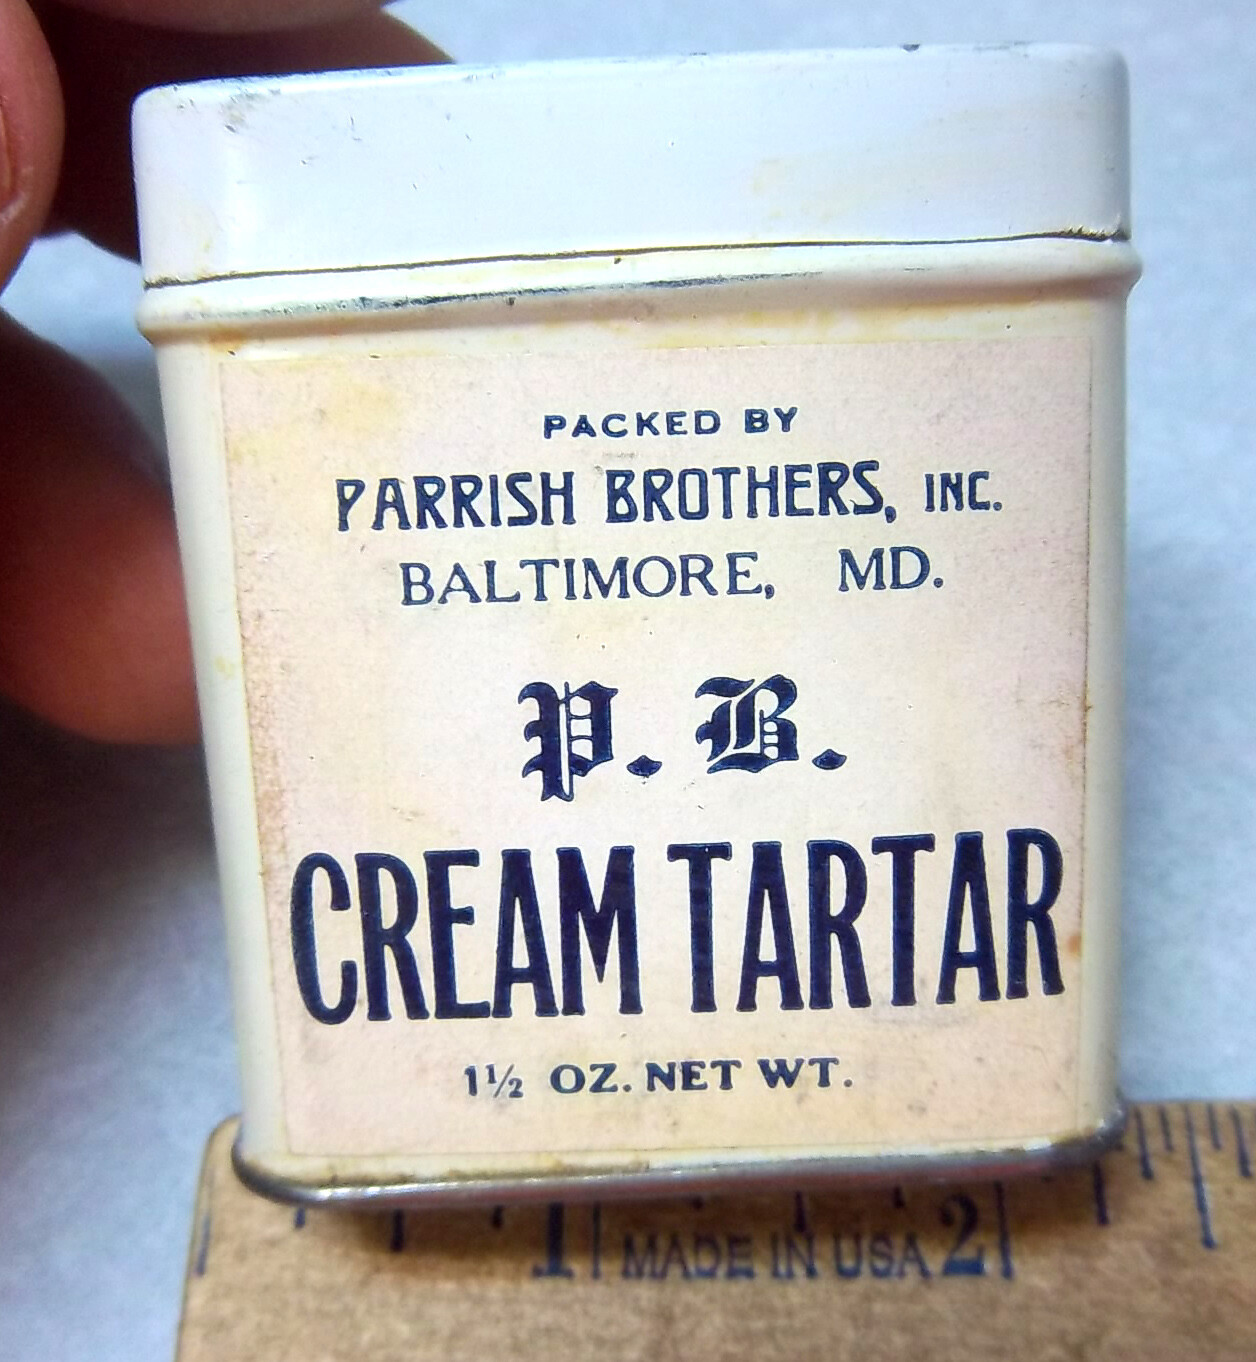 PACKED BY
PARRISH BROTHERS, INC.
BALTIMORE, MD.
P. B.
CREAM TARTAR
1½ OZ. NET WT.
1 MADE IN USA 2